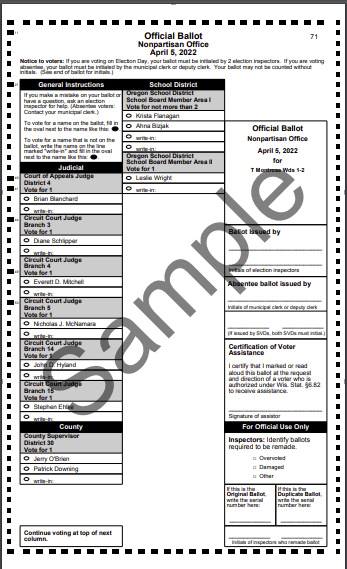 Official Ballot
Nonpartisan Office
April 5, 2022
71
Notice to voters: If you are voting on Election Day, your ballot must be initialed by 2 election inspectors. If you are voting
absentee, your ballot must be initialed by the municipal clerk or deputy clerk. Your ballot may not be counted without
initials. (See end of ballot for initials.)
General Instructions
If you make a mistake on your ballot or
have a question, ask an election
inspector for help. (Absentee voters:
Contact your municipal clerk.)
To vote for a name on the ballot, fill in
the oval next to the name like this:
To vote for a name that is not on the
ballot, write the name on the line
marked "write-in" and fill in the oval
next to the name like this:
Judicial
Court of Appeals Judge
District 4
Vote for 1
Brian Blanchard
write-in:
Circuit Court Judge
Branch 3
Vote for 1
Diane Schlipper
write-in:
Circuit Court Judge
Branch 4
Vote for 1
Everett D. Mitchell
write-in:
Circuit Court Judge
Branch 5
Vote for 1
Nicholas J. McNamara
write-in:
Circuit Court Judge
Branch 14
Vote for 1
John D. Hyland
write-in:
Circuit Court Judge
Branch 15
Vote for 1
Stephen Ehlke
write-in:
County
County Supervisor
District 30
Vote for 1
Jerry O'Brien
Patrick Downing
write-in:
Continue voting at top of next
column.
School District
Oregon School District
School Board Member Area I
Vote for not more than 2
Krista Flanagan
Ahna Bizjak
write-in:
write-in:
Oregon School District
School Board Member Area II
Vote for 1
Leslie Wright
write-in:
Official Ballot
Nonpartisan Office
April 5, 2022
for
T Montrose Wds 1-2
Ballot issued by
Initials of election inspectors
Absentee ballot issued by
Initials of municipal clerk or deputy clerk
(If issued by SVDs, both SVDs must initial.)
Certification of Voter
Assistance
I certify that I marked or read
aloud this ballot at the request
and direction of a voter who is
authorized under Wis. Stat. §6.82
to receive assistance.
Signature of assistor
For Official Use Only
Inspectors: Identify ballots
required to be remade.
Overvoted
Damaged
Other
If this is the
Original Ballot,
write the serial
number here:
If this is the
Duplicate Ballot,
write the serial
number here:
Initials of inspectors who remade ballot
Sample